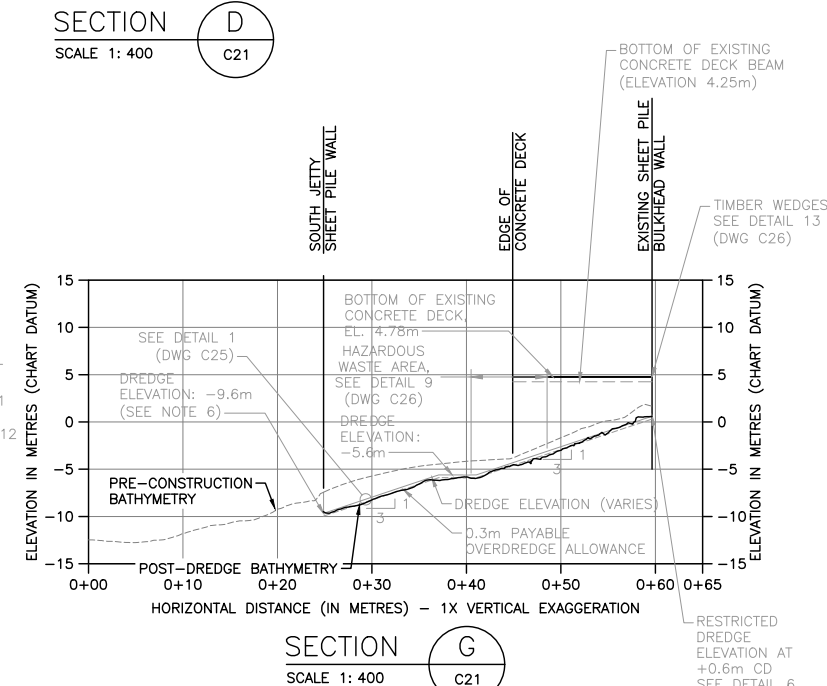 SECTION
D
SCALE 1: 400
C21
BOTTOM OF EXISTING
CONCRETE DECK BEAM
(ELEVATION 4.25m)
SOUTH JETTY
SHEET PILE WALL
EDGE OF
CONCRETE DECK
EXISTING SHEET PILE
BULKHEAD WALL
TIMBER WEDGES
SEE DETAIL 13
(DWG C26)
ELEVATION IN METRES (CHART DATUM)
15
10
5
0
-5
-10
-15
1
12
SEE DETAIL 1
(DWG C25)
DREDGE
ELEVATION: -9.6m
(SEE NOTE 6)
BOTTOM OF EXISTING
CONCRETE DECK,
EL. 4.78m
HAZARDOUS
WASTE AREA,
SEE DETAIL 9
(DWG C26)
DREDGE
ELEVATION:
-5.6m
1
3
1
3
PRE-CONSTRUCTION
BATHYMETRY
DREDGE ELEVATION (VARIES)
0.3m PAYABLE
OVERDREDGE ALLOWANCE
POST-DREDGE BATHYMETRY
15
10
5
0
-5
-10
-15
ELEVATION IN METRES (CHART DATUM)
0+00 0+10 0+20 0+30 0+40 0+50 0+60 0+65
HORIZONTAL DISTANCE (IN METRES) - 1X VERTICAL EXAGGERATION
RESTRICTED
DREDGE
ELEVATION AT
+0.6m CD
SEE DETAIL 6
SECTION
G
SCALE 1: 400
C21